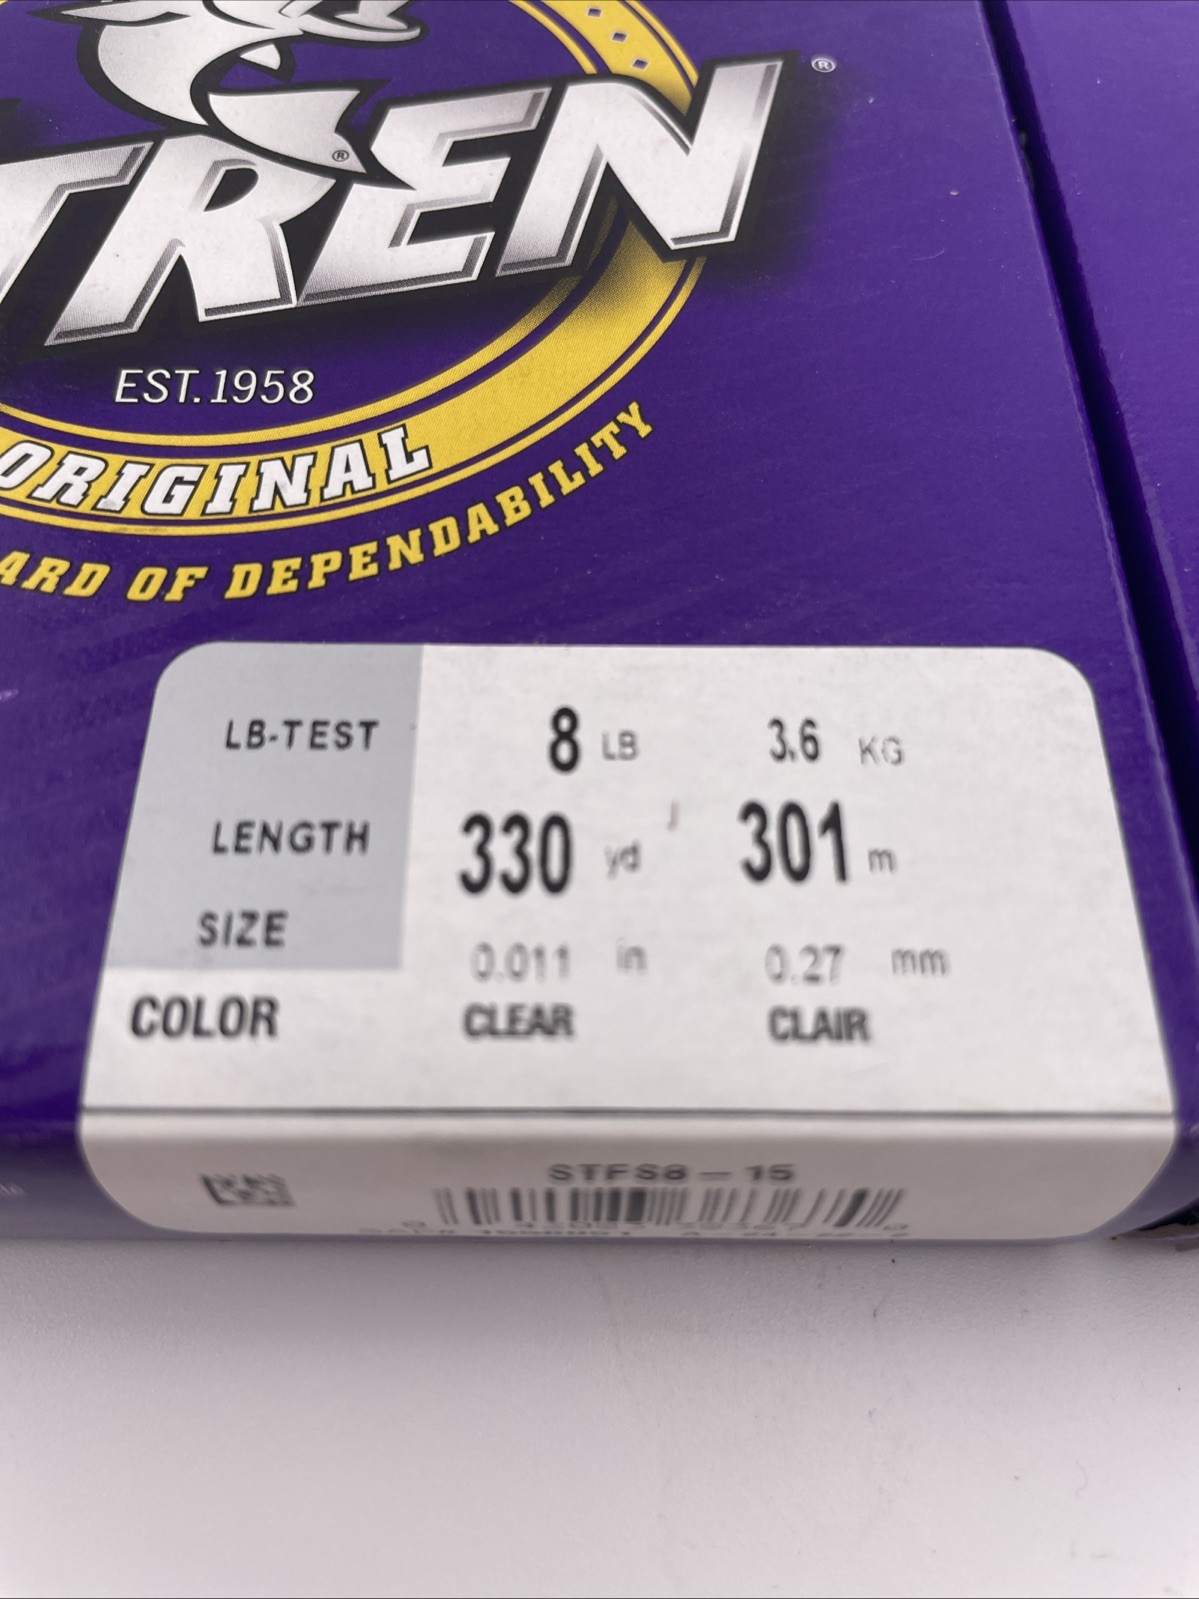 TREN ®
®
EST. 1958
ORIGINAL
ARD OF DEPENDABILITY
LB-TEST 8 LB 3.6 KG
LENGTH 330 yd 301 m
SIZE 0.011 in 0.27 mm
COLOR CLEAR CLAIR
STFS8-15